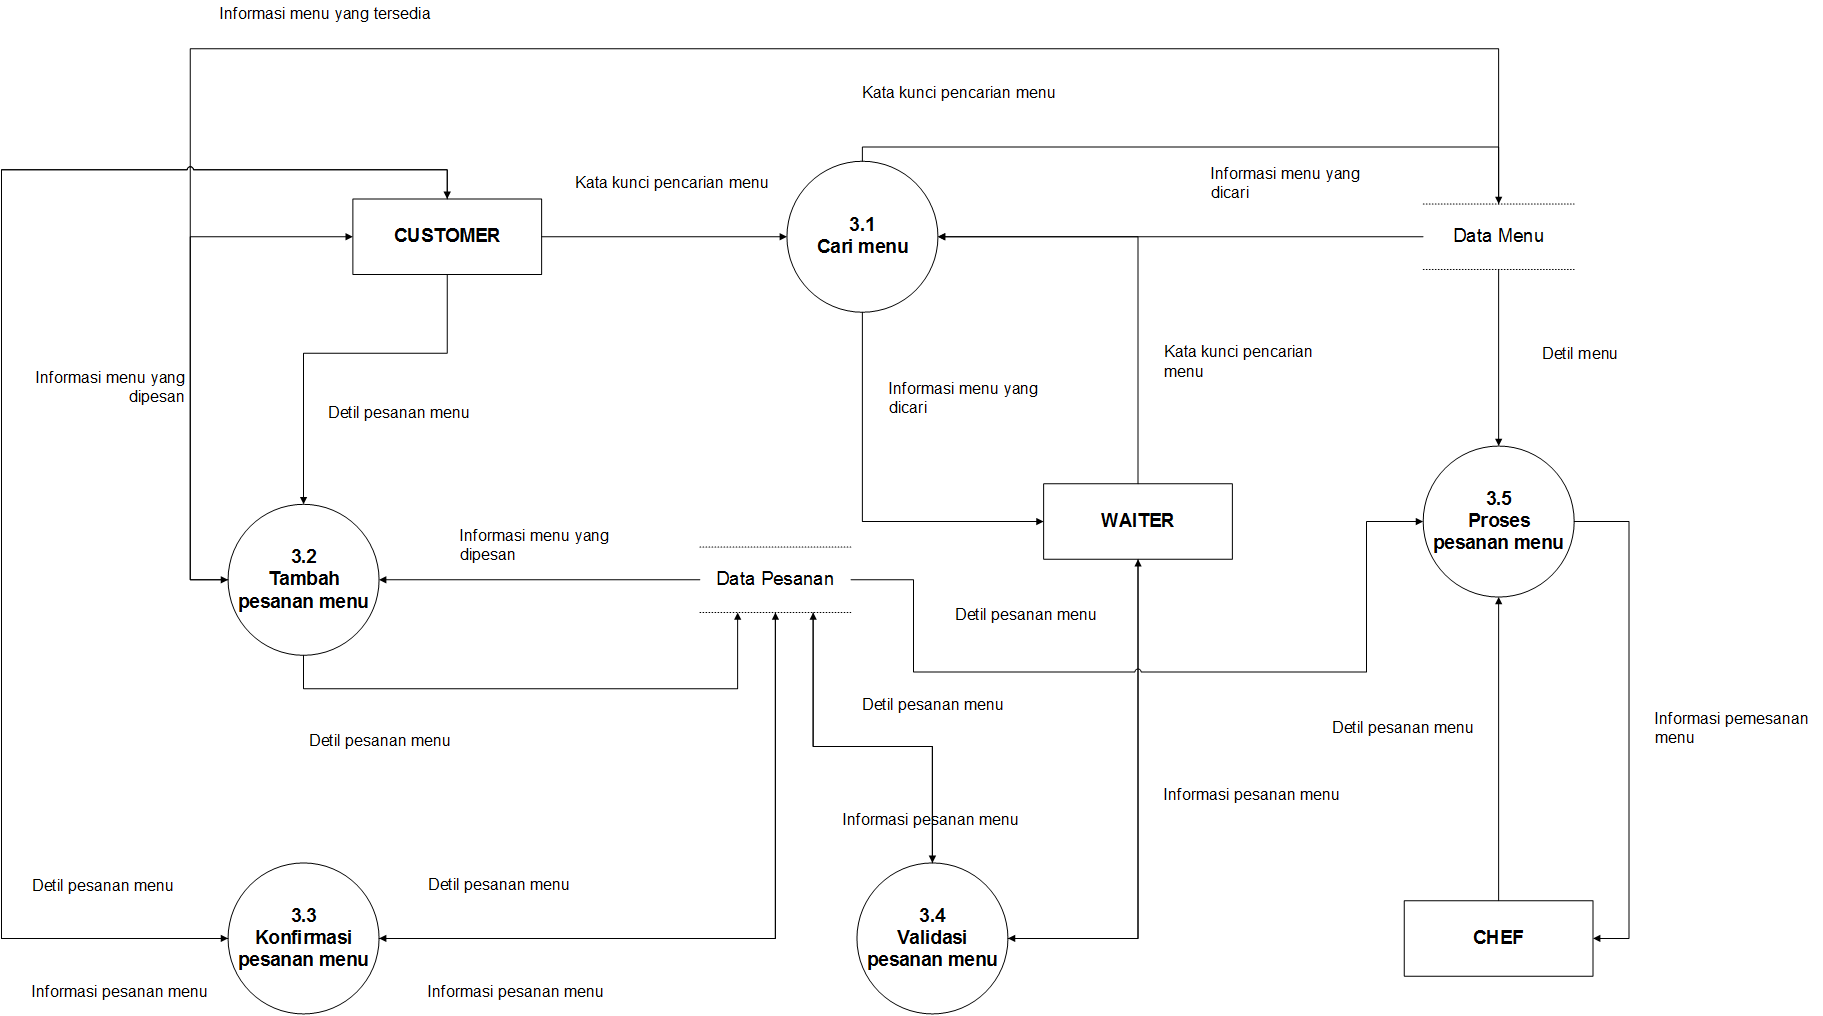 Informasi menu yang tersedia
Kata kunci pencarian menu
Kata kunci pencarian menu
Informasi menu yang
dicari
CUSTOMER
3.1
Cari menu
Data Menu
Informasi menu yang
dipesan
Detil pesanan menu
Informasi menu yang
dicari
Kata kunci pencarian
menu
Detil menu
3.2
Tambah
pesanan menu
Informasi menu yang
dipesan
Data Pesanan
WAITER
3.5
Proses
pesanan menu
Detil pesanan menu
Detil pesanan menu
Detil pesanan menu
Detil pesanan menu
Informasi pemesanan
menu
Informasi pesanan menu
Informasi pesanan menu
Detil pesanan menu
Detil pesanan menu
3.3
Konfirmasi
pesanan menu
3.4
Validasi
pesanan menu
CHEF
Informasi pesanan menu
Informasi pesanan menu